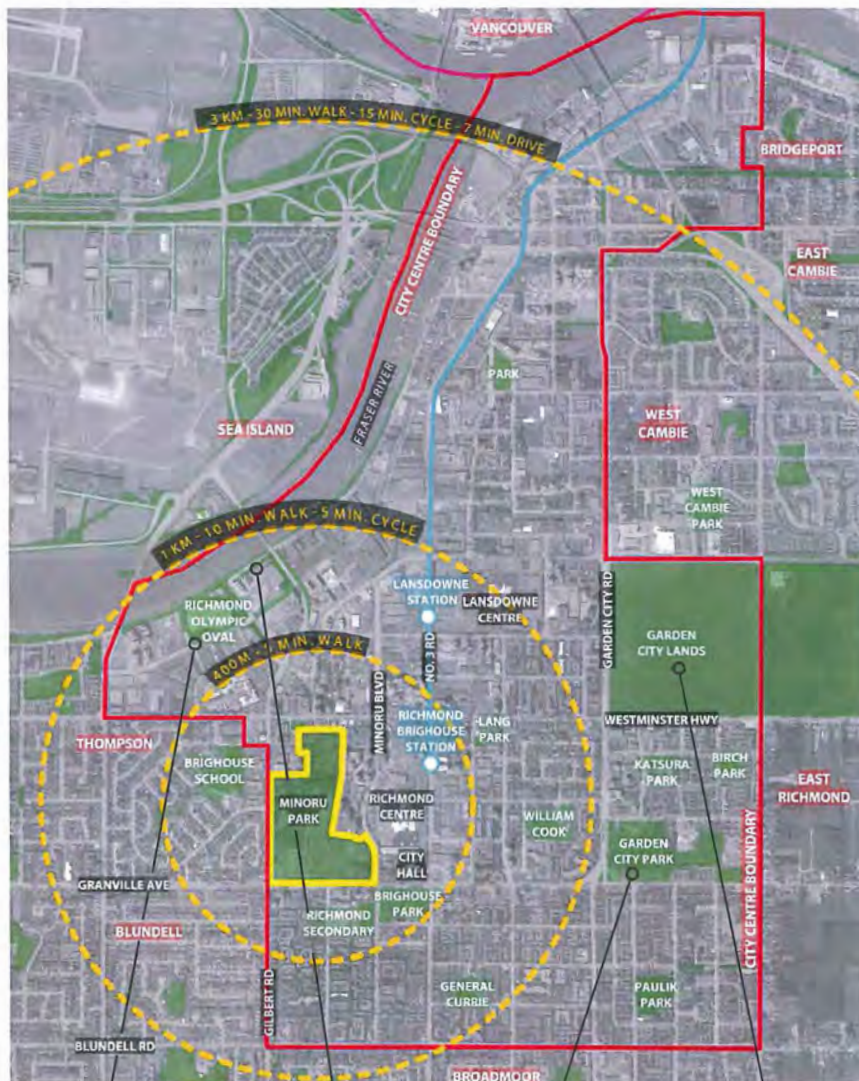 VANCOUVER
3 KM - 30 MIN. WALK - 15 MIN. CYCLE - 7 MIN. DRIVE
BRIDGEPORT
CITY CENTRE BOUNDARY
EAST
CAMBIE
FRASER RIVER
PARK
SEA ISLAND
WEST
CAMBIE
WEST
CAMBIE
PARK
1 KM - 10 MIN. WALK - 5 MIN. CYCLE
LANSDOWNE
STATION
LANSDOWNE
CENTRE
GARDEN CITY RD
RICHMOND
OLYMPIC
OVAL
GARDEN
CITY LANDS
400 M - MIN. WALK
NO. 3 RD
MINORU BLVD
RICHMOND
BRIGHOUSE
STATION
LANG
PARK
WESTMINSTER HWY
THOMPSON
BRIGHOUSE
SCHOOL
KATSURA
PARK
BIRCH
PARK
EAST
RICHMOND
MINORU
PARK
RICHMOND
CENTRE
WILLIAM
COOK
CITY
HALL
GARDEN
CITY PARK
GRANVILLE AVE
BRIGHOUSE
PARK
RICHMOND
SECONDARY
CITY CENTRE BOUNDARY
BLUNDELL
GILBERT RD
GENERAL
CURRIE
PAULIK
PARK
BLUNDELL RD
BROADMOOR